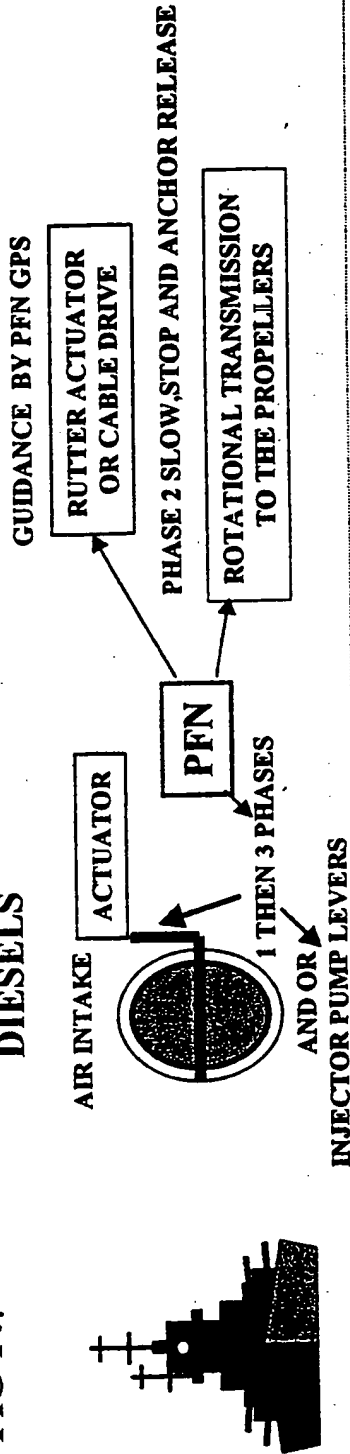 DIESELS
GUIDANCE BY PFN GPS
AIR INTAKE
ACTUATOR
RUTTER ACTUATOR
OR CABLE DRIVE
PFN
PHASE 2 SLOW,STOP AND ANCHOR RELEASE
1 THEN 3 PHASES
ROTATIONAL TRANSMISSION
TO THE PROPELLERS
AND OR
INJECTOR PUMP LEVERS